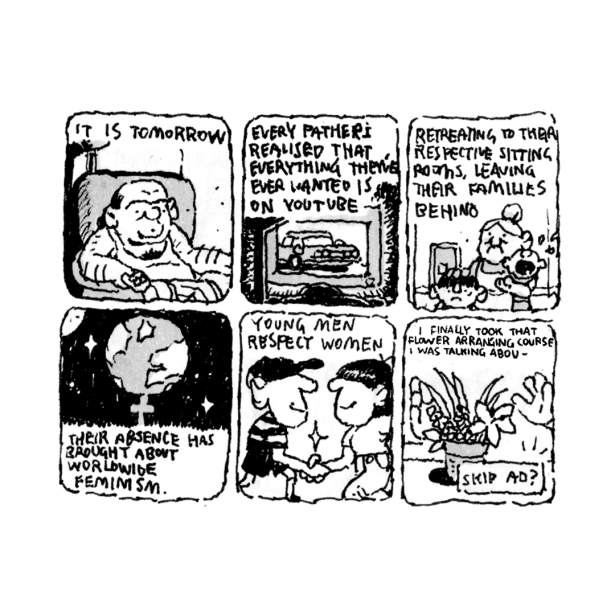 IT IS TOMORROW
EVERY FATHER'S
REALISED THAT
EVERYTHING THEY'VE
EVER WANTED IS
ON YOUTUBE -
RETREATING TO THEIR
RESPECTIVE SITTING
ROOMS, LEAVING
THEIR FAMILIES
BEHIND
THEIR ABSENCE HAS
BROUGHT ABOUT
WORLDWIDE
FEMIMSM.
YOUNG MEN
RESPECT WOMEN
I FINALLY TOOK THAT
FLOWER ARRANGING COURSE
I WAS TALKING ABOU-
SKIP AD?